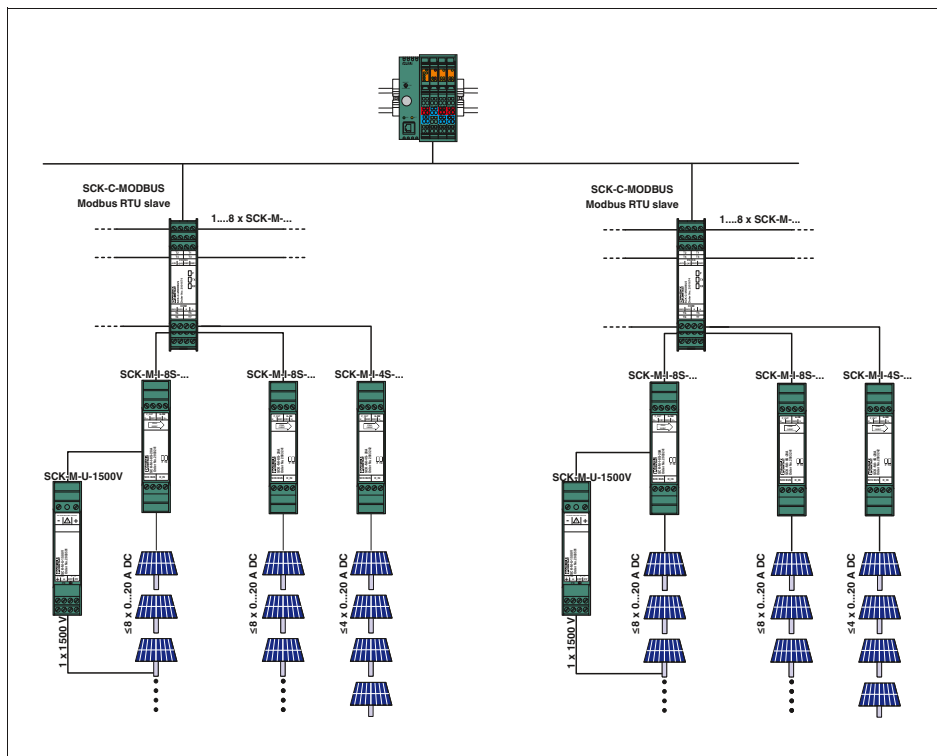 SCK-C-MODBUS
Modbus RTU slave
1....8 x SCK-M-...
SCK-C-MODBUS
Modbus RTU slave
1....8 x SCK-M-...
SCK-M-I-8S-...
SCK-M-I-8S-...
SCK-M-I-4S-...
SCK-M-I-8S-...
SCK-M-I-8S-...
SCK-M-I-4S-...
SCK-M-U-1500V
SCK-M-U-1500V
- +
- +
1 x 1500 V
≤8 x 0...20 A DC
≤8 x 0...20 A DC
≤4 x 0...20 A DC
1 x 1500 V
≤8 x 0...20 A DC
≤8 x 0...20 A DC
≤4 x 0...20 A DC